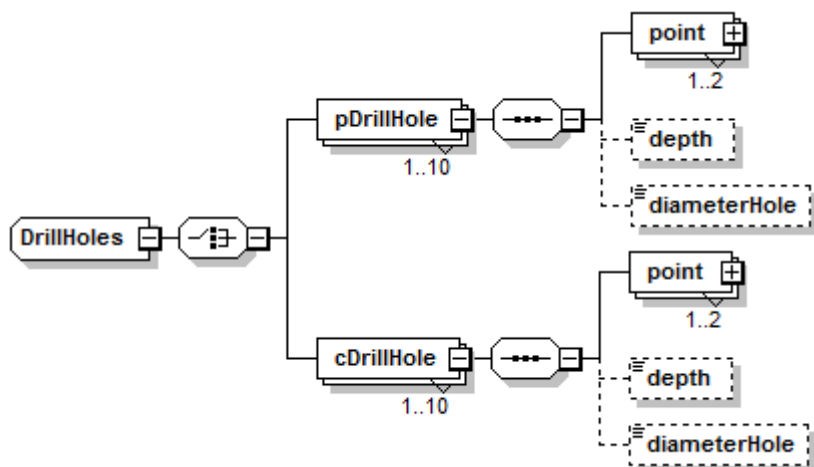 point
1..2
pDrillHole
1..10
depth
diameterHole
DrillHoles
point
1..2
cDrillHole
1..10
depth
diameterHole